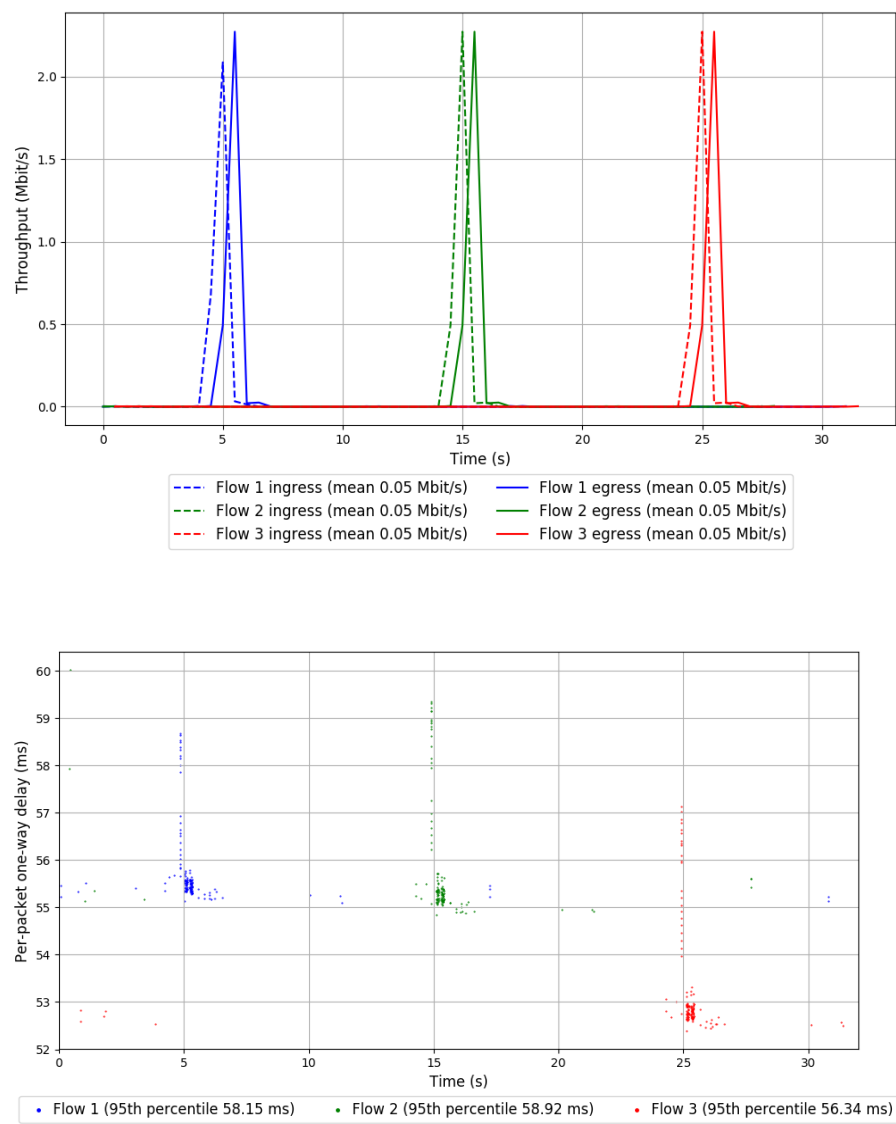 2.0
1.5
1.0
0.5
0.0
Throughput (Mbit/s)
0 5 10 15 20 25 30
Time (s)
Flow 1 ingress (mean 0.05 Mbit/s) Flow 1 egress (mean 0.05 Mbit/s)
Flow 2 ingress (mean 0.05 Mbit/s) Flow 2 egress (mean 0.05 Mbit/s)
Flow 3 ingress (mean 0.05 Mbit/s) Flow 3 egress (mean 0.05 Mbit/s)
60
59
58
57
56
55
54
53
52
Per-packet one-way delay (ms)
0 5 10 15 20 25 30
Time (s)
Flow 1 (95th percentile 58.15 ms) Flow 2 (95th percentile 58.92 ms) Flow 3 (95th percentile 56.34 ms)